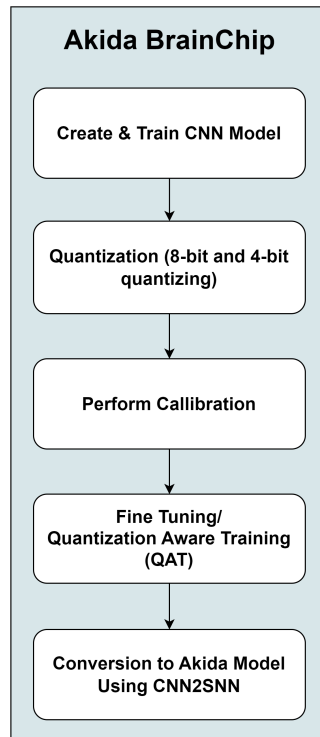 Akida BrainChip
Create & Train CNN Model
Quantization (8-bit and 4-bit
quantizing)
Perform Callibration
Fine Tuning/
Quantization Aware Training
(QAT)
Conversion to Akida Model
Using CNN2SNN